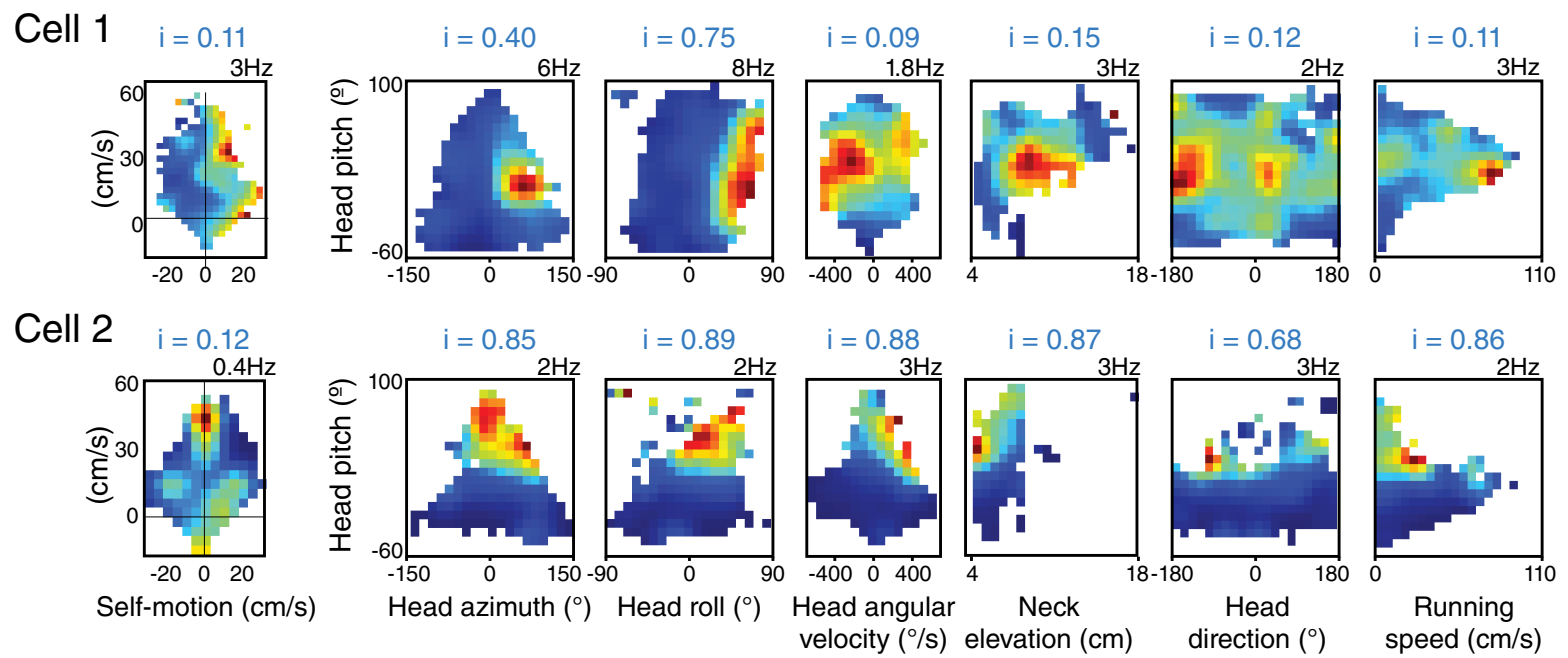 Cell 1
i = 0.11 i = 0.40 i = 0.75 i = 0.09 i = 0.15 i = 0.12 i = 0.11
3Hz 6Hz 8Hz 1.8Hz 3Hz 2Hz 3Hz
(cm/s)
60
30
0
-20 0 20
Head pitch (º)
100
-60
-150 0 150 -90 0 90 -400 0 400 4 18 -180 0 180 0 110
Cell 2
i = 0.12 i = 0.85 i = 0.89 i = 0.88 i = 0.87 i = 0.68 i = 0.86
0.4Hz 2Hz 2Hz 3Hz 3Hz 3Hz 2Hz
(cm/s)
60
30
0
-20 0 20
Head pitch (º)
100
-60
-150 0 150 -90 0 90 -400 0 400 4 18 -180 0 180 0 110
Self-motion (cm/s) Head azimuth (°) Head roll (°) Head angular Neck Head Running
velocity (°/s) elevation (cm) direction (°) speed (cm/s)